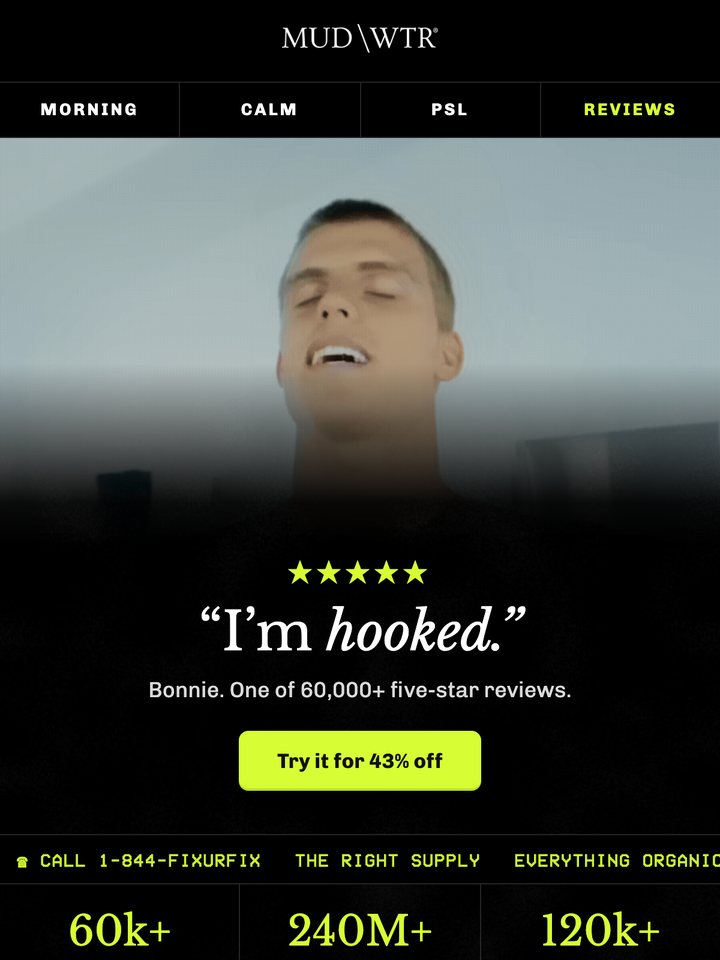 MUD\WTR®
MORNING CALM PSL REVIEWS
“I’m hooked.”
Bonnie. One of 60,000+ five-star reviews.
Try it for 43% off
☎ CALL 1-844-FIXURFIX THE RIGHT SUPPLY EVERYTHING ORGANIC
60k+ 240M+ 120k+